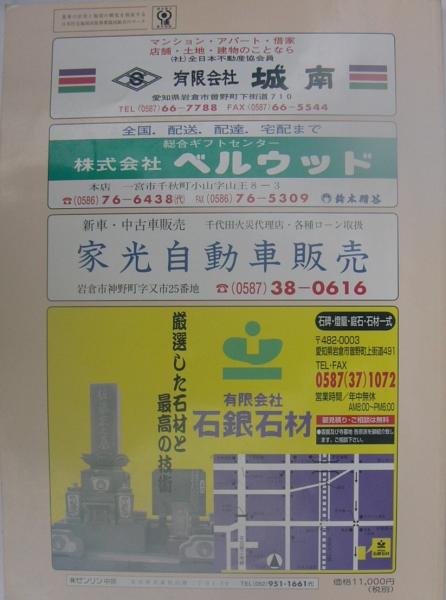 マンション・アパート・借家
店舗・土地・建物のことなら
(社)全日本不動産協会員
有限会社 城南
愛知県岩倉市曽野町下街道710
TEL(0587)66-7788 FAX(0587)66-5544
全国．配送．配達．宅配まで
総合ギフトセンター
株式会社 ベルウッド
本店 一宮市千秋町小山字山王8-3
☎(0586)76-6438(代) FAX(0586)76-5309
新車・中古車販売 千代田火災代理店・各種ローン取扱
家光自動車販売
岩倉市神野町字又市25番地 ☎(0587)38-0616
厳選した石材と
最高の技術
有限会社
石銀石材
石碑・燈籠・庭石・石材一式
〒482-0003
愛知県岩倉市曽野町上街道491
TEL・FAX
0587(37)1072
営業時間／年中無休
AM8:00~PM6:00
御見積り・ご相談は無料
㈱ゼンリン中部
TEL(052)951-1661(代)
価格11,000円
(税別)